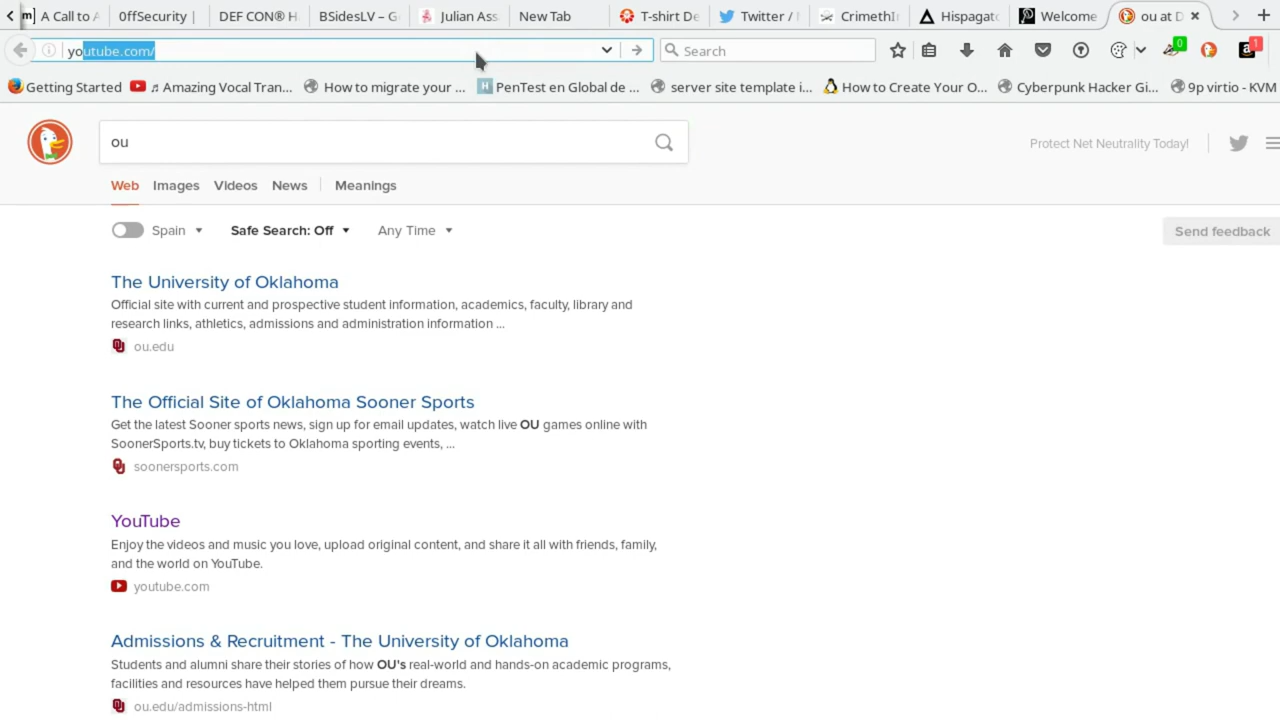 m] A Call to A
0ffSecurity |
DEF CON® H
BSidesLV – G
Julian Ass
New Tab
T-shirt De
Twitter /
CrimethIn
Hispagato
Welcome
ou at D
youtube.com/
Search
0
1
Getting Started
♬ Amazing Vocal Tran...
How to migrate your ...
PenTest en Global de ...
server site template i...
How to Create Your O...
Cyberpunk Hacker Gi...
9p virtio - KVM
ou
Protect Net Neutrality Today!
Web
Images
Videos
News
Meanings
Spain
Safe Search: Off
Any Time
Send feedback
The University of Oklahoma
Official site with current and prospective student information, academics, faculty, library and
research links, athletics, admissions and administration information ...
ou.edu
The Official Site of Oklahoma Sooner Sports
Get the latest Sooner sports news, sign up for email updates, watch live OU games online with
SoonerSports.tv, buy tickets to Oklahoma sporting events, ...
soonersports.com
YouTube
Enjoy the videos and music you love, upload original content, and share it all with friends, family,
and the world on YouTube.
youtube.com
Admissions & Recruitment - The University of Oklahoma
Students and alumni share their stories of how OU's real-world and hands-on academic programs,
facilities and resources have helped them pursue their dreams.
ou.edu/admissions-html